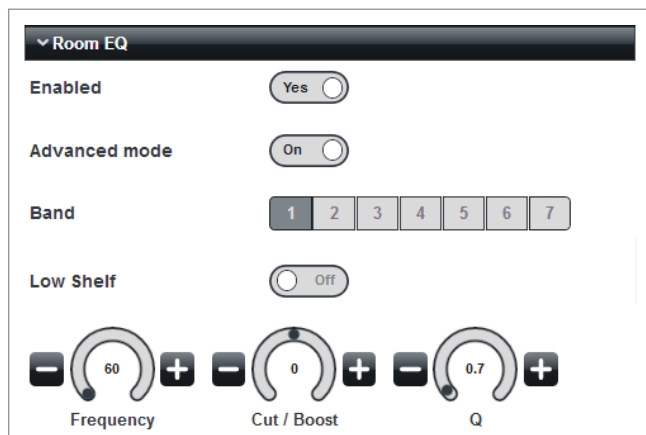 Room EQ
Enabled Yes
Advanced mode On
Band 1 2 3 4 5 6 7
Low Shelf Off
60 0 0.7
Frequency Cut / Boost Q